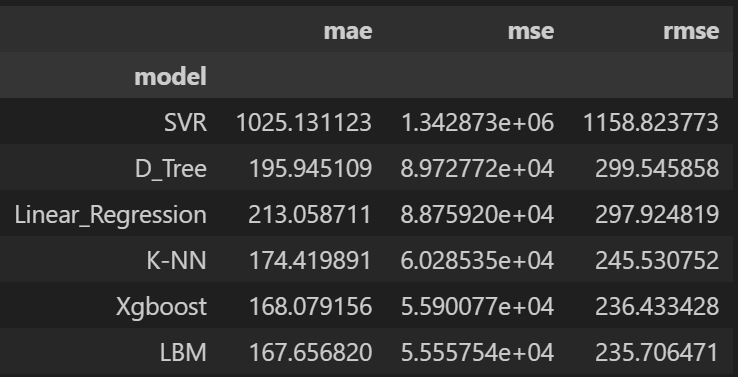 mae mse rmse
model
SVR 1025.131123 1.342873e+06 1158.823773
D_Tree 195.945109 8.972772e+04 299.545858
Linear_Regression 213.058711 8.875920e+04 297.924819
K-NN 174.419891 6.028535e+04 245.530752
Xgboost 168.079156 5.590077e+04 236.433428
LBM 167.656820 5.555754e+04 235.706471